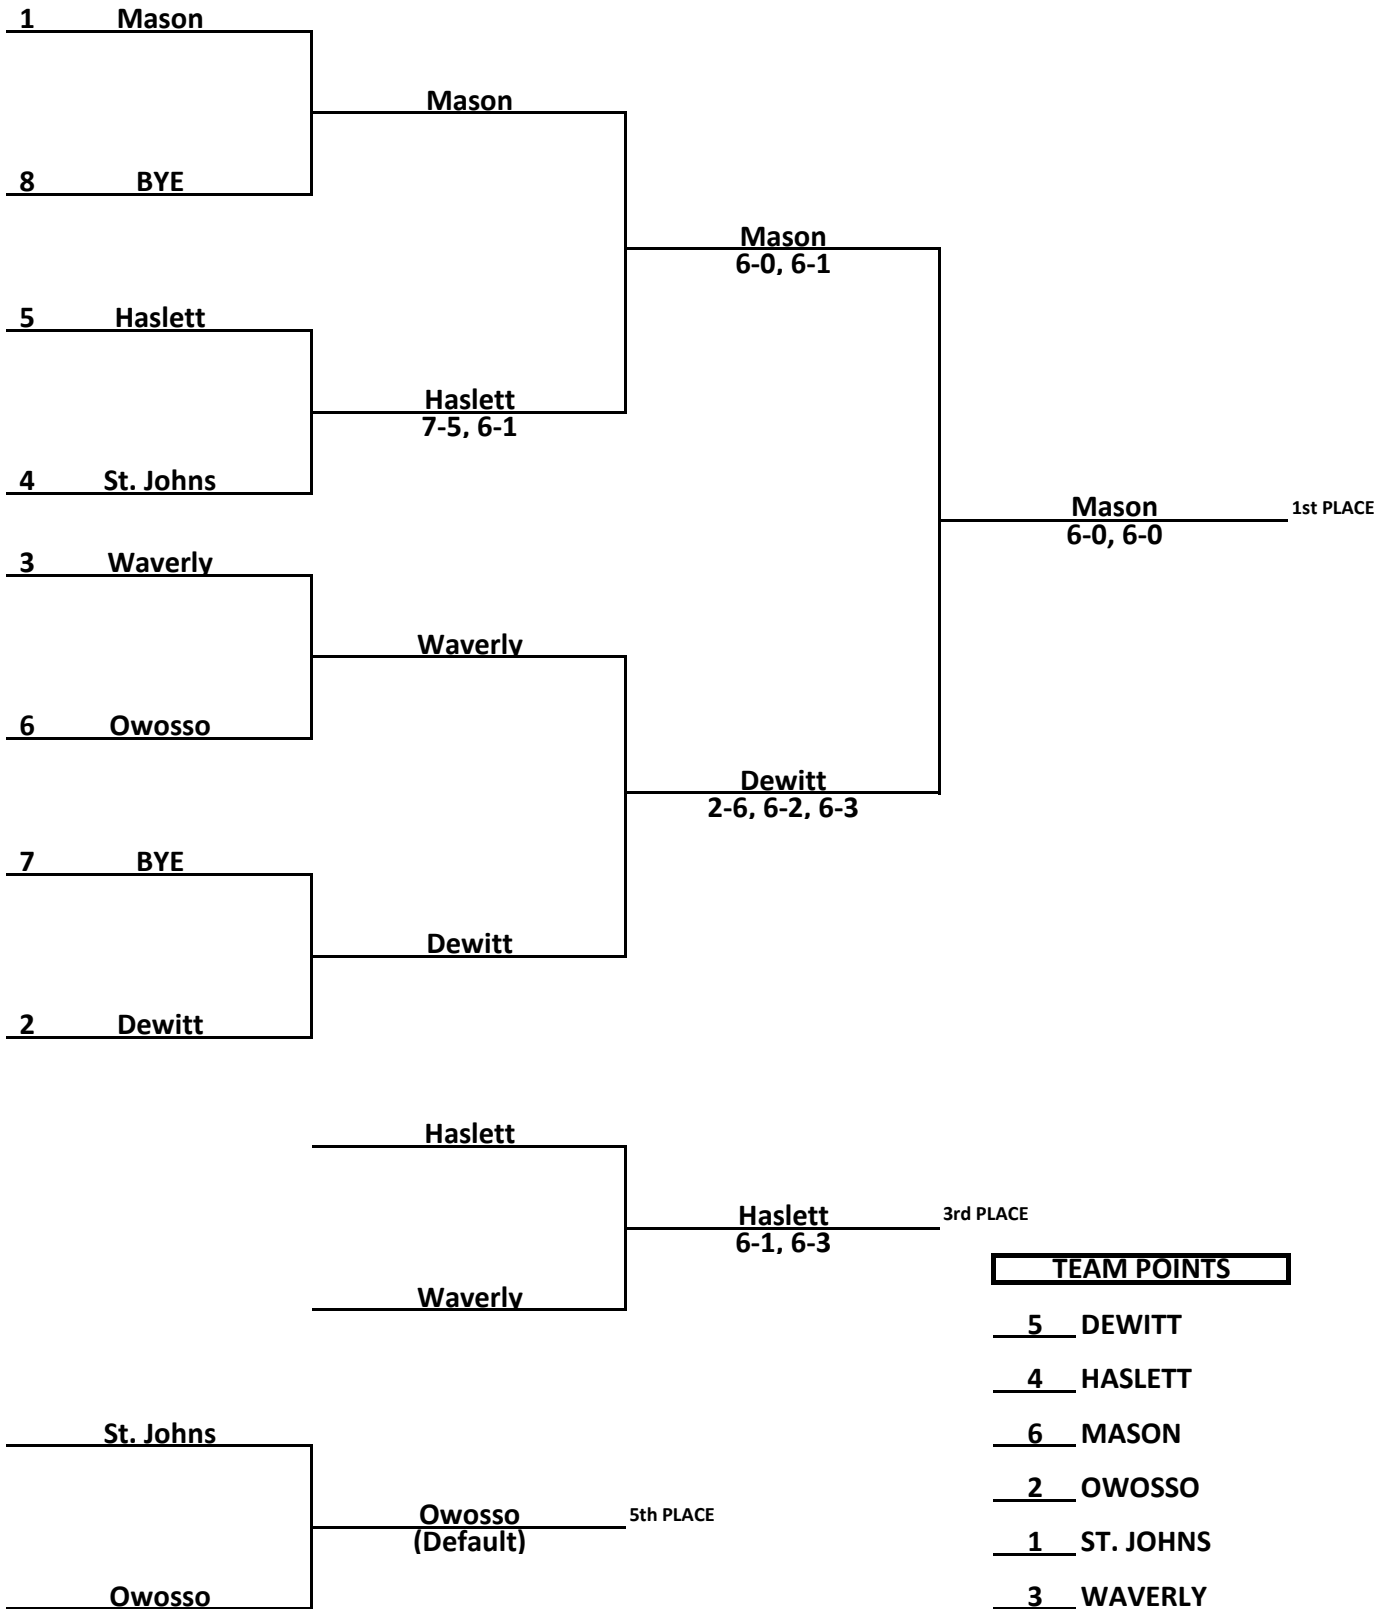 1 Mason
Mason
8 BYE
Mason
6-0, 6-1
5 Haslett
Haslett
7-5, 6-1
4 St. Johns
Mason 1st PLACE
6-0, 6-0
3 Waverly
Waverly
6 Owosso
Dewitt
2-6, 6-2, 6-3
7 BYE
Dewitt
2 Dewitt
Haslett
Haslett 3rd PLACE
6-1, 6-3
Waverly
TEAM POINTS
5 DEWITT
4 HASLETT
6 MASON
2 OWOSSO
1 ST. JOHNS
3 WAVERLY
St. Johns
Owosso 5th PLACE
(Default)
Owosso